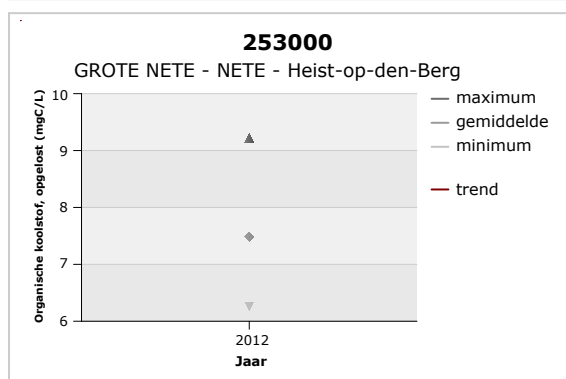 253000
GROTE NETE - NETE - Heist-op-den-Berg
Organische koolstof, opgelost (mgC/L)
10
9
8
7
6
2012
Jaar
maximum
gemiddelde
minimum
trend